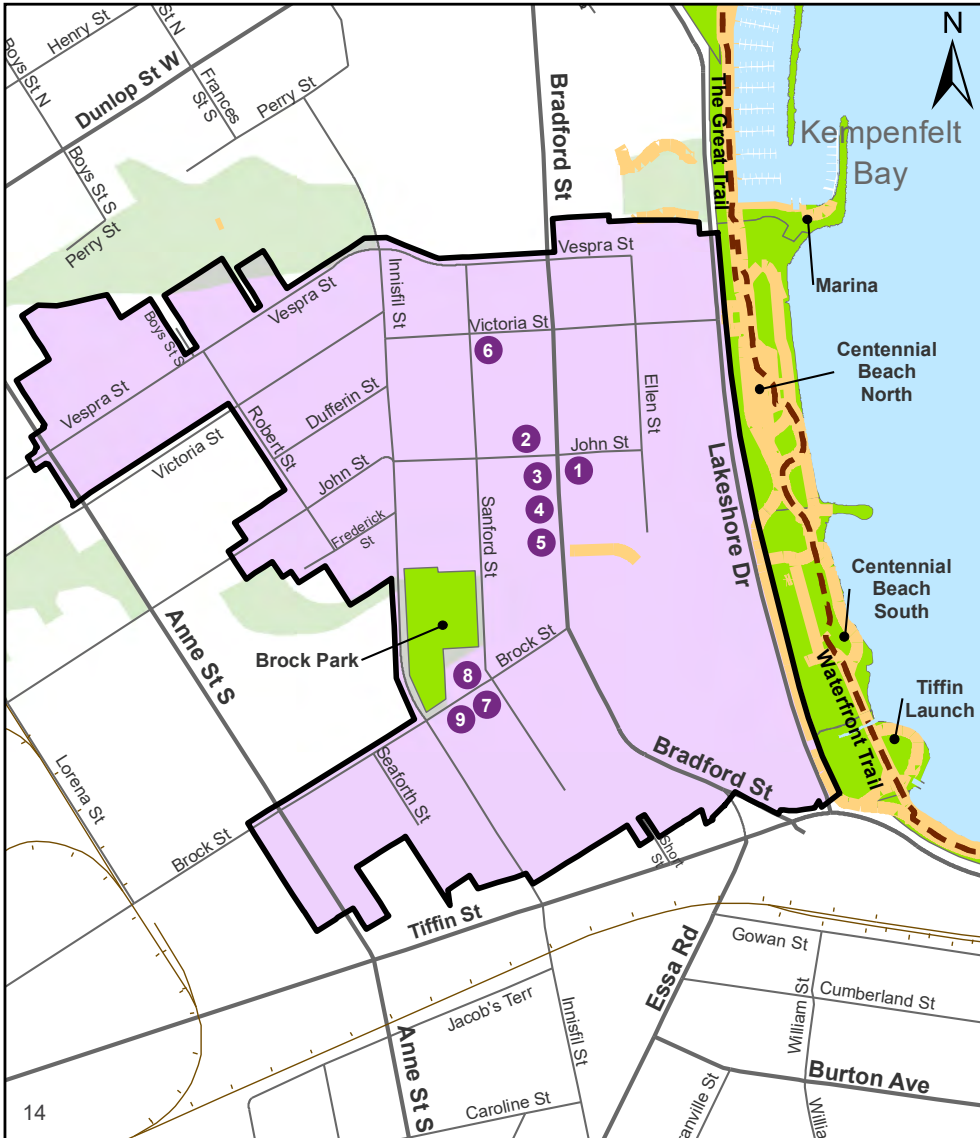 Henry St
St N
N
Boys St N
Dunlop St W
Frances
St S
Perry St
Bradford St
The Great Trail
Kempenfelt
Bay
Boys St S
Perry St
Vespra St
Marina
Innisfil St
Vespra St
Victoria St
Boys St S
6
Centennial
Beach
North
Ellen St
Vespra St
Dufferin St
Victoria St
Robert St
2
John St
1
3
John St
Lakeshore Dr
4
Sanford St
Frederick
St
5
Centennial
Beach
South
Anne St S
Brock Park
Brock St
8
7
9
Waterfront Trail
Tiffin
Launch
Seaforth St
Bradford St
Lorena St
Brock St
Short
St
Tiffin St
Essa Rd
Gowan St
William St
Cumberland St
Jacob's Terr
Innisfil St
Anne St S
Burton Ave
anville St
Caroline St
Willia
14